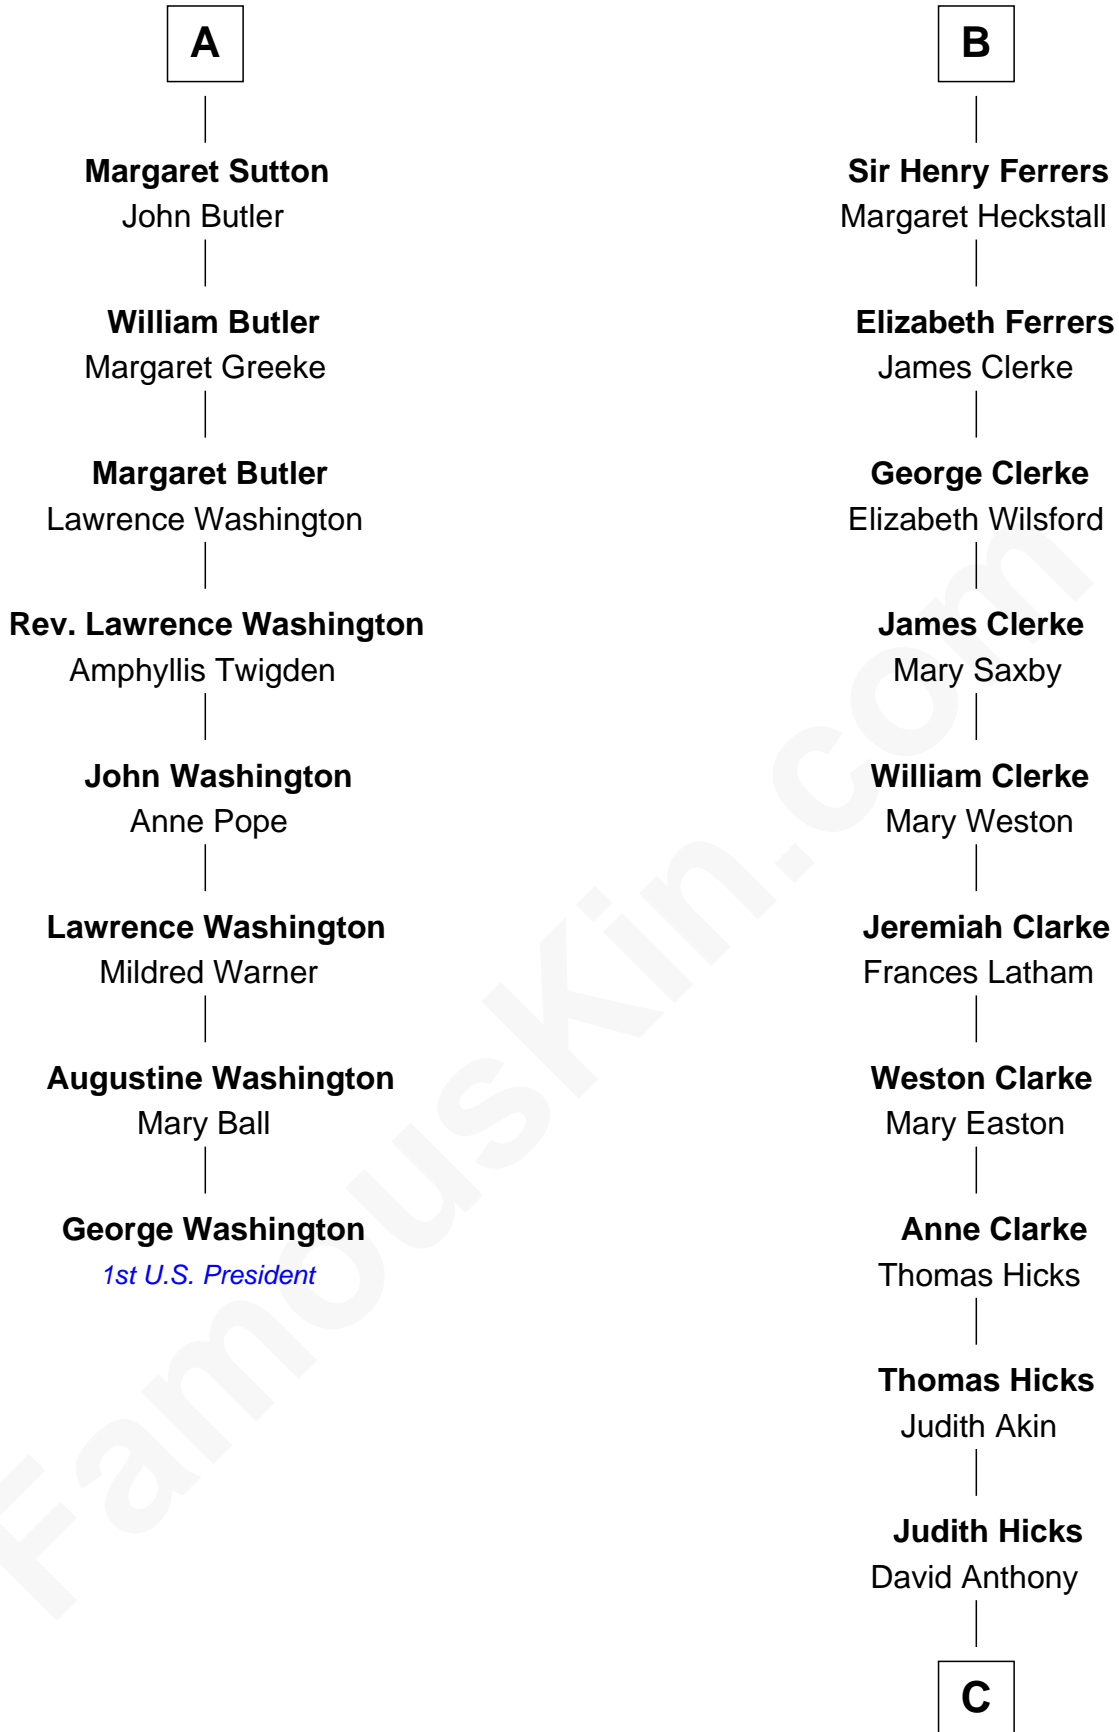 A
Margaret Sutton
John Butler
William Butler
Margaret Greeke
Margaret Butler
Lawrence Washington
Rev. Lawrence Washington
Amphyllis Twigden
John Washington
Anne Pope
Lawrence Washington
Mildred Warner
Augustine Washington
Mary Ball
George Washington
1st U.S. President
B
Sir Henry Ferrers
Margaret Heckstall
Elizabeth Ferrers
James Clerke
George Clerke
Elizabeth Wilsford
James Clerke
Mary Saxby
William Clerke
Mary Weston
Jeremiah Clarke
Frances Latham
Weston Clarke
Mary Easton
Anne Clarke
Thomas Hicks
Thomas Hicks
Judith Akin
Judith Hicks
David Anthony
C
FamousKin.com